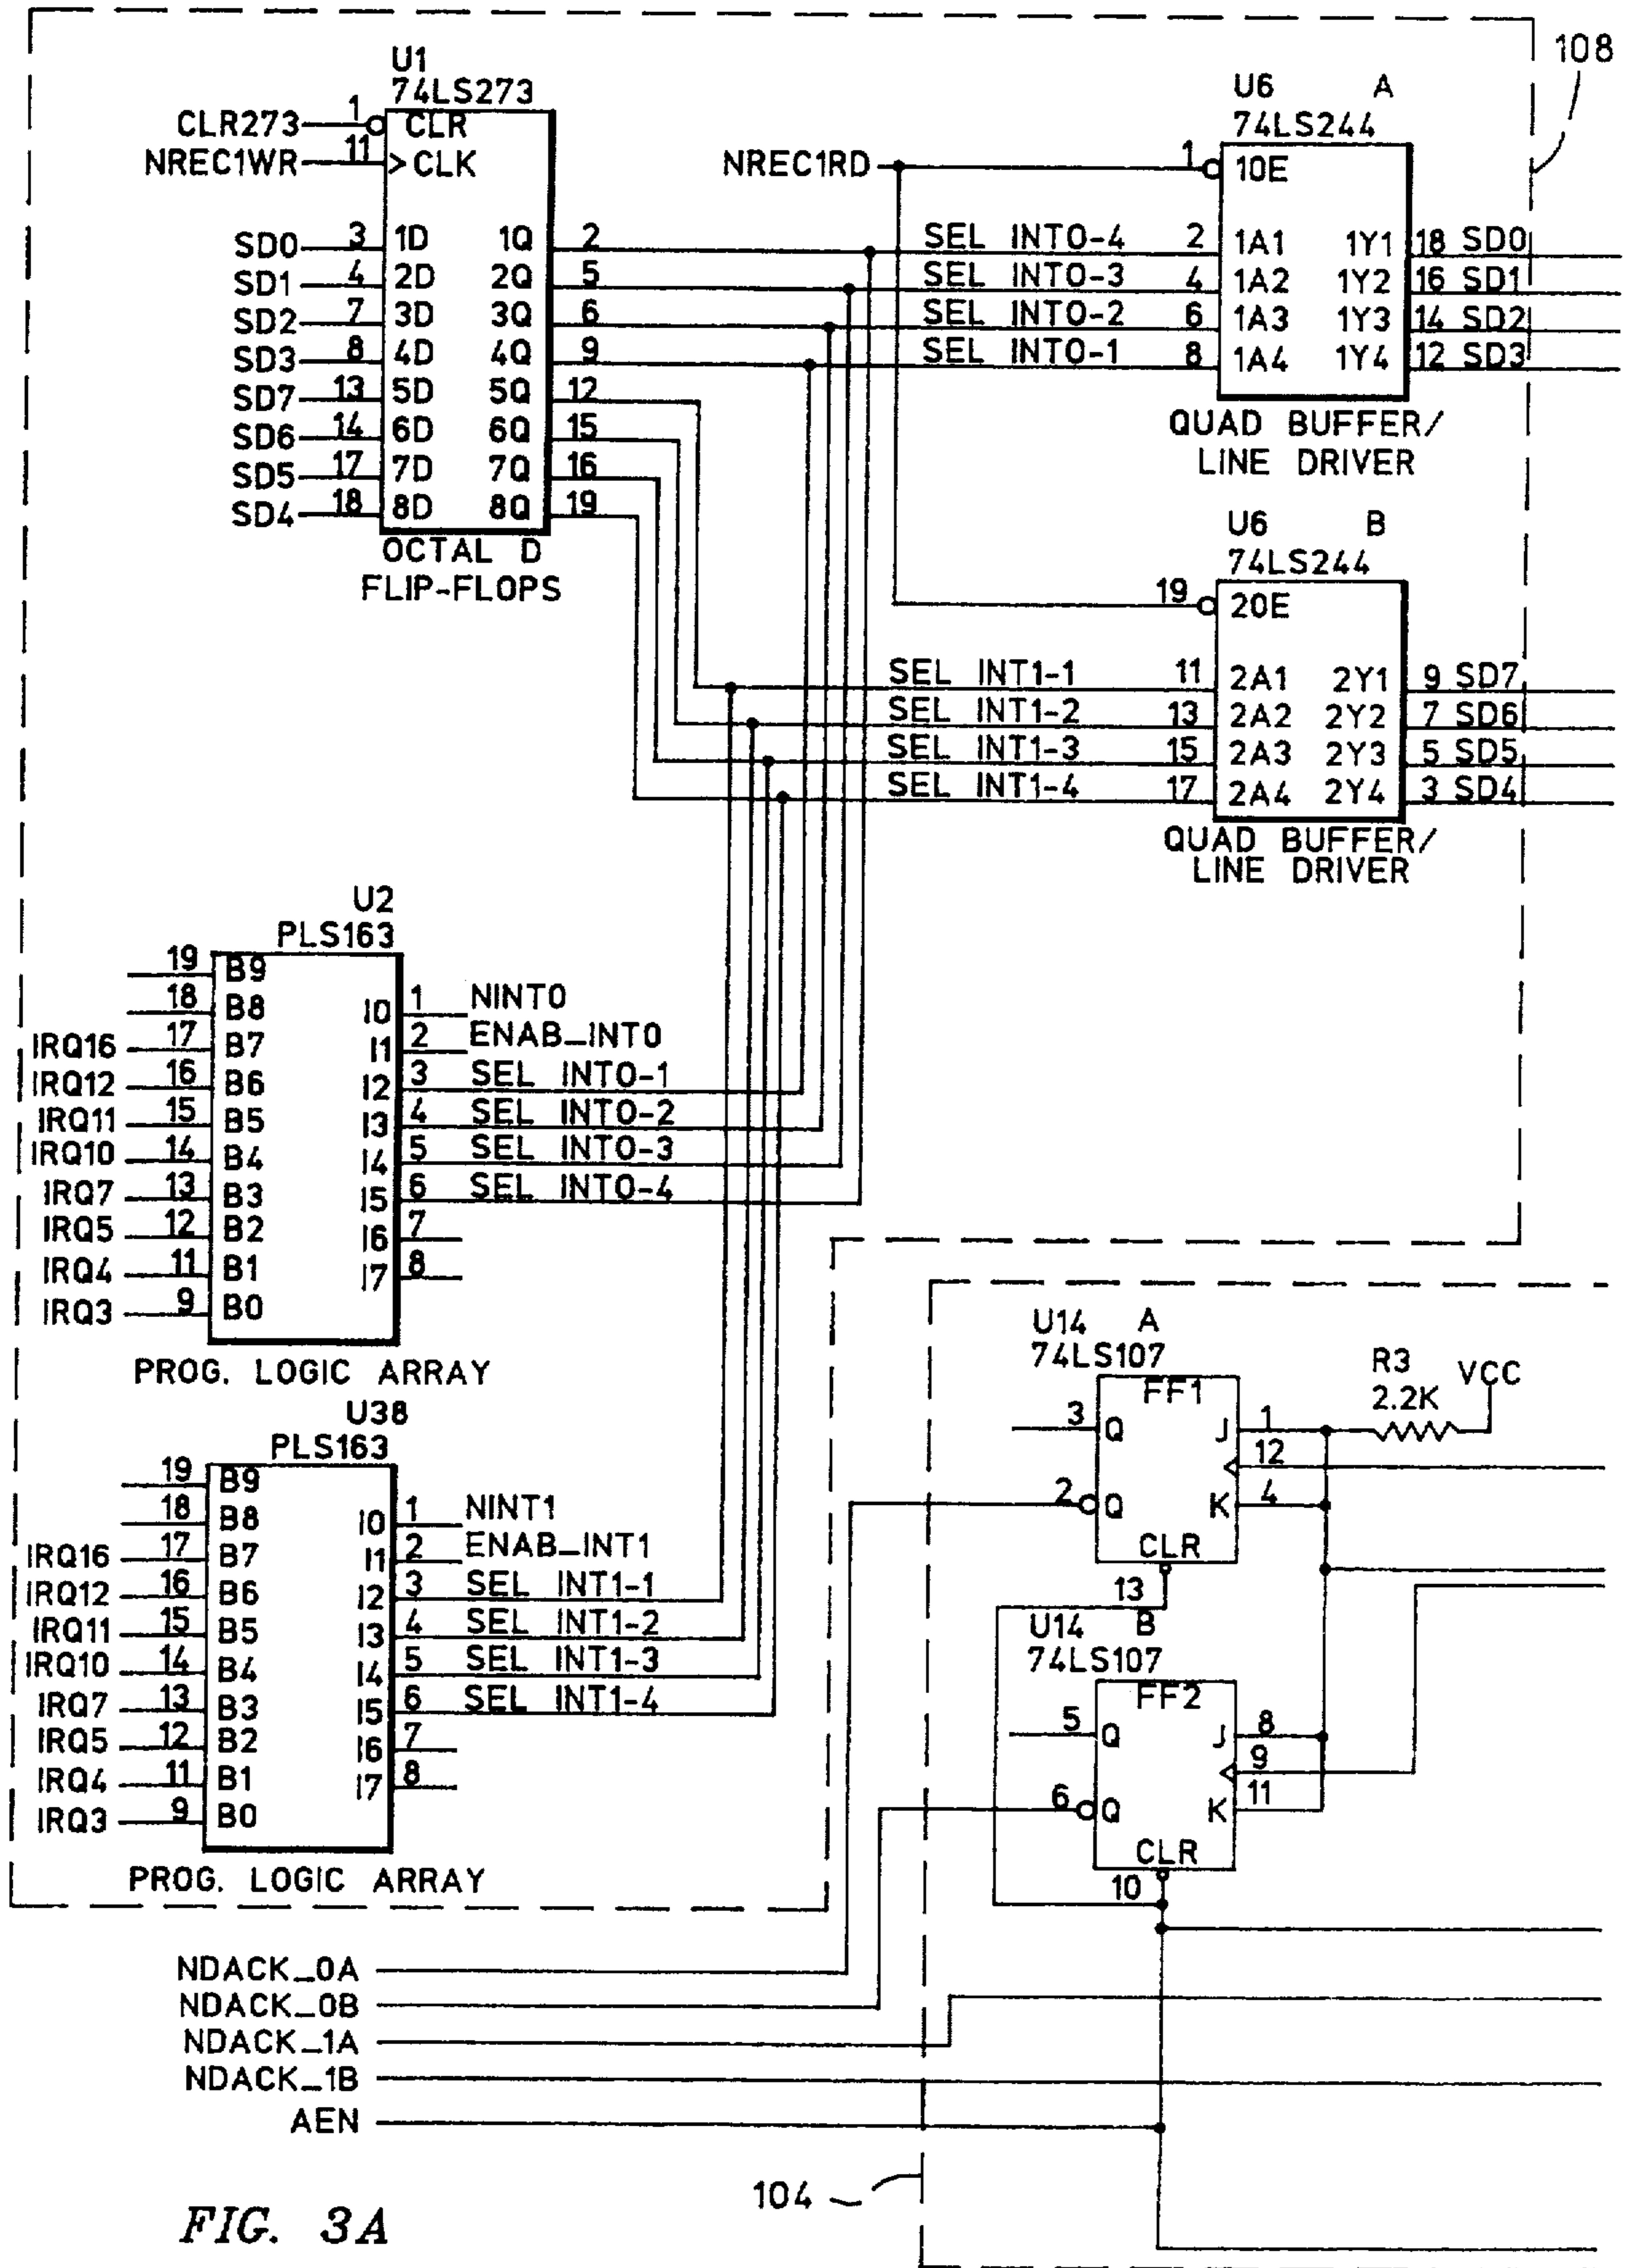 108
U1
74LS273
CLR273 1 CLR
NREC1WR 11 >CLK
SD0 3 1D 1Q 2
SD1 4 2D 2Q 5
SD2 7 3D 3Q 6
SD3 8 4D 4Q 9
SD7 13 5D 5Q 12
SD6 14 6D 6Q 15
SD5 17 7D 7Q 16
SD4 18 8D 8Q 19
OCTAL D
FLIP-FLOPS
U6 A
74LS244
NREC1RD 1 1OE
SEL INT0-4 2 1A1 1Y1 18 SD0
SEL INT0-3 4 1A2 1Y2 16 SD1
SEL INT0-2 6 1A3 1Y3 14 SD2
SEL INT0-1 8 1A4 1Y4 12 SD3
QUAD BUFFER/
LINE DRIVER
U6 B
74LS244
19 2OE
SEL INT1-1 11 2A1 2Y1 9 SD7
SEL INT1-2 13 2A2 2Y2 7 SD6
SEL INT1-3 15 2A3 2Y3 5 SD5
SEL INT1-4 17 2A4 2Y4 3 SD4
QUAD BUFFER/
LINE DRIVER
U2
PLS163
19 B9
18 B8
IRQ16 17 B7
IRQ12 16 B6
IRQ11 15 B5
IRQ10 14 B4
IRQ7 13 B3
IRQ5 12 B2
IRQ4 11 B1
IRQ3 9 B0
I0 1 NINT0
I1 2 ENAB_INT0
I2 3 SEL INT0-1
I3 4 SEL INT0-2
I4 5 SEL INT0-3
I5 6 SEL INT0-4
I6 7
I7 8
PROG. LOGIC ARRAY
U38
PLS163
19 B9
18 B8
IRQ16 17 B7
IRQ12 16 B6
IRQ11 15 B5
IRQ10 14 B4
IRQ7 13 B3
IRQ5 12 B2
IRQ4 11 B1
IRQ3 9 B0
I0 1 NINT1
I1 2 ENAB_INT1
I2 3 SEL INT1-1
I3 4 SEL INT1-2
I4 5 SEL INT1-3
I5 6 SEL INT1-4
I6 7
I7 8
PROG. LOGIC ARRAY
U14 A
74LS107
FF1
R3
2.2K
VCC
3 Q J 1
12
2 Q K 4
CLR
13
U14 B
74LS107
FF2
5 Q J 8
9
6 Q K 11
CLR
10
NDACK_0A
NDACK_0B
NDACK_1A
NDACK_1B
AEN
104
FIG. 3A